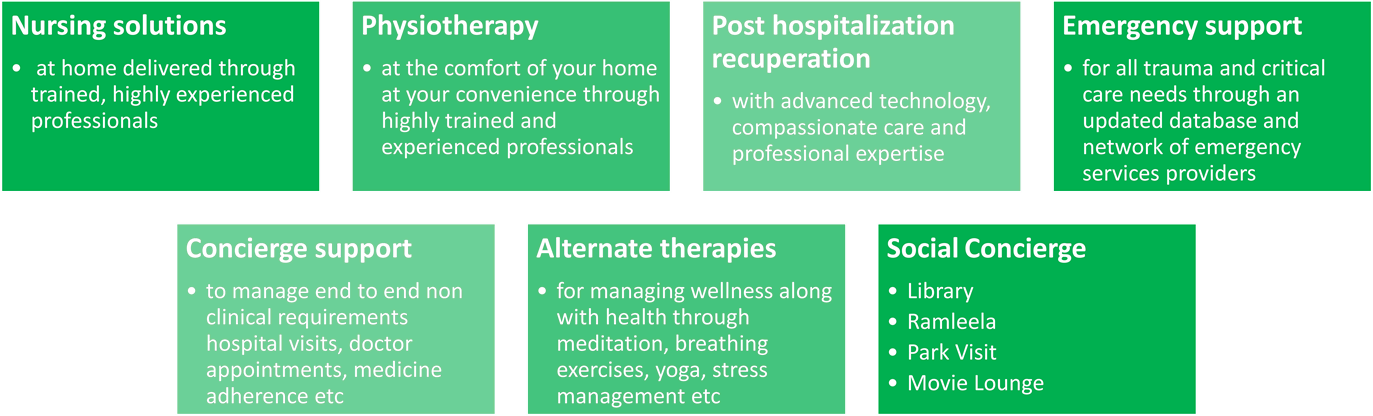 Nursing solutions
• at home delivered through
trained, highly experienced
professionals
Physiotherapy
• at the comfort of your home
at your convenience through
highly trained and
experienced professionals
Post hospitalization
recuperation
• with advanced technology,
compassionate care and
professional expertise
Emergency support
• for all trauma and critical
care needs through an
updated database and
network of emergency
services providers
Concierge support
• to manage end to end non
clinical requirements
hospital visits, doctor
appointments, medicine
adherence etc
Alternate therapies
• for managing wellness along
with health through
meditation, breathing
exercises, yoga, stress
management etc
Social Concierge
• Library
• Ramleela
• Park Visit
• Movie Lounge